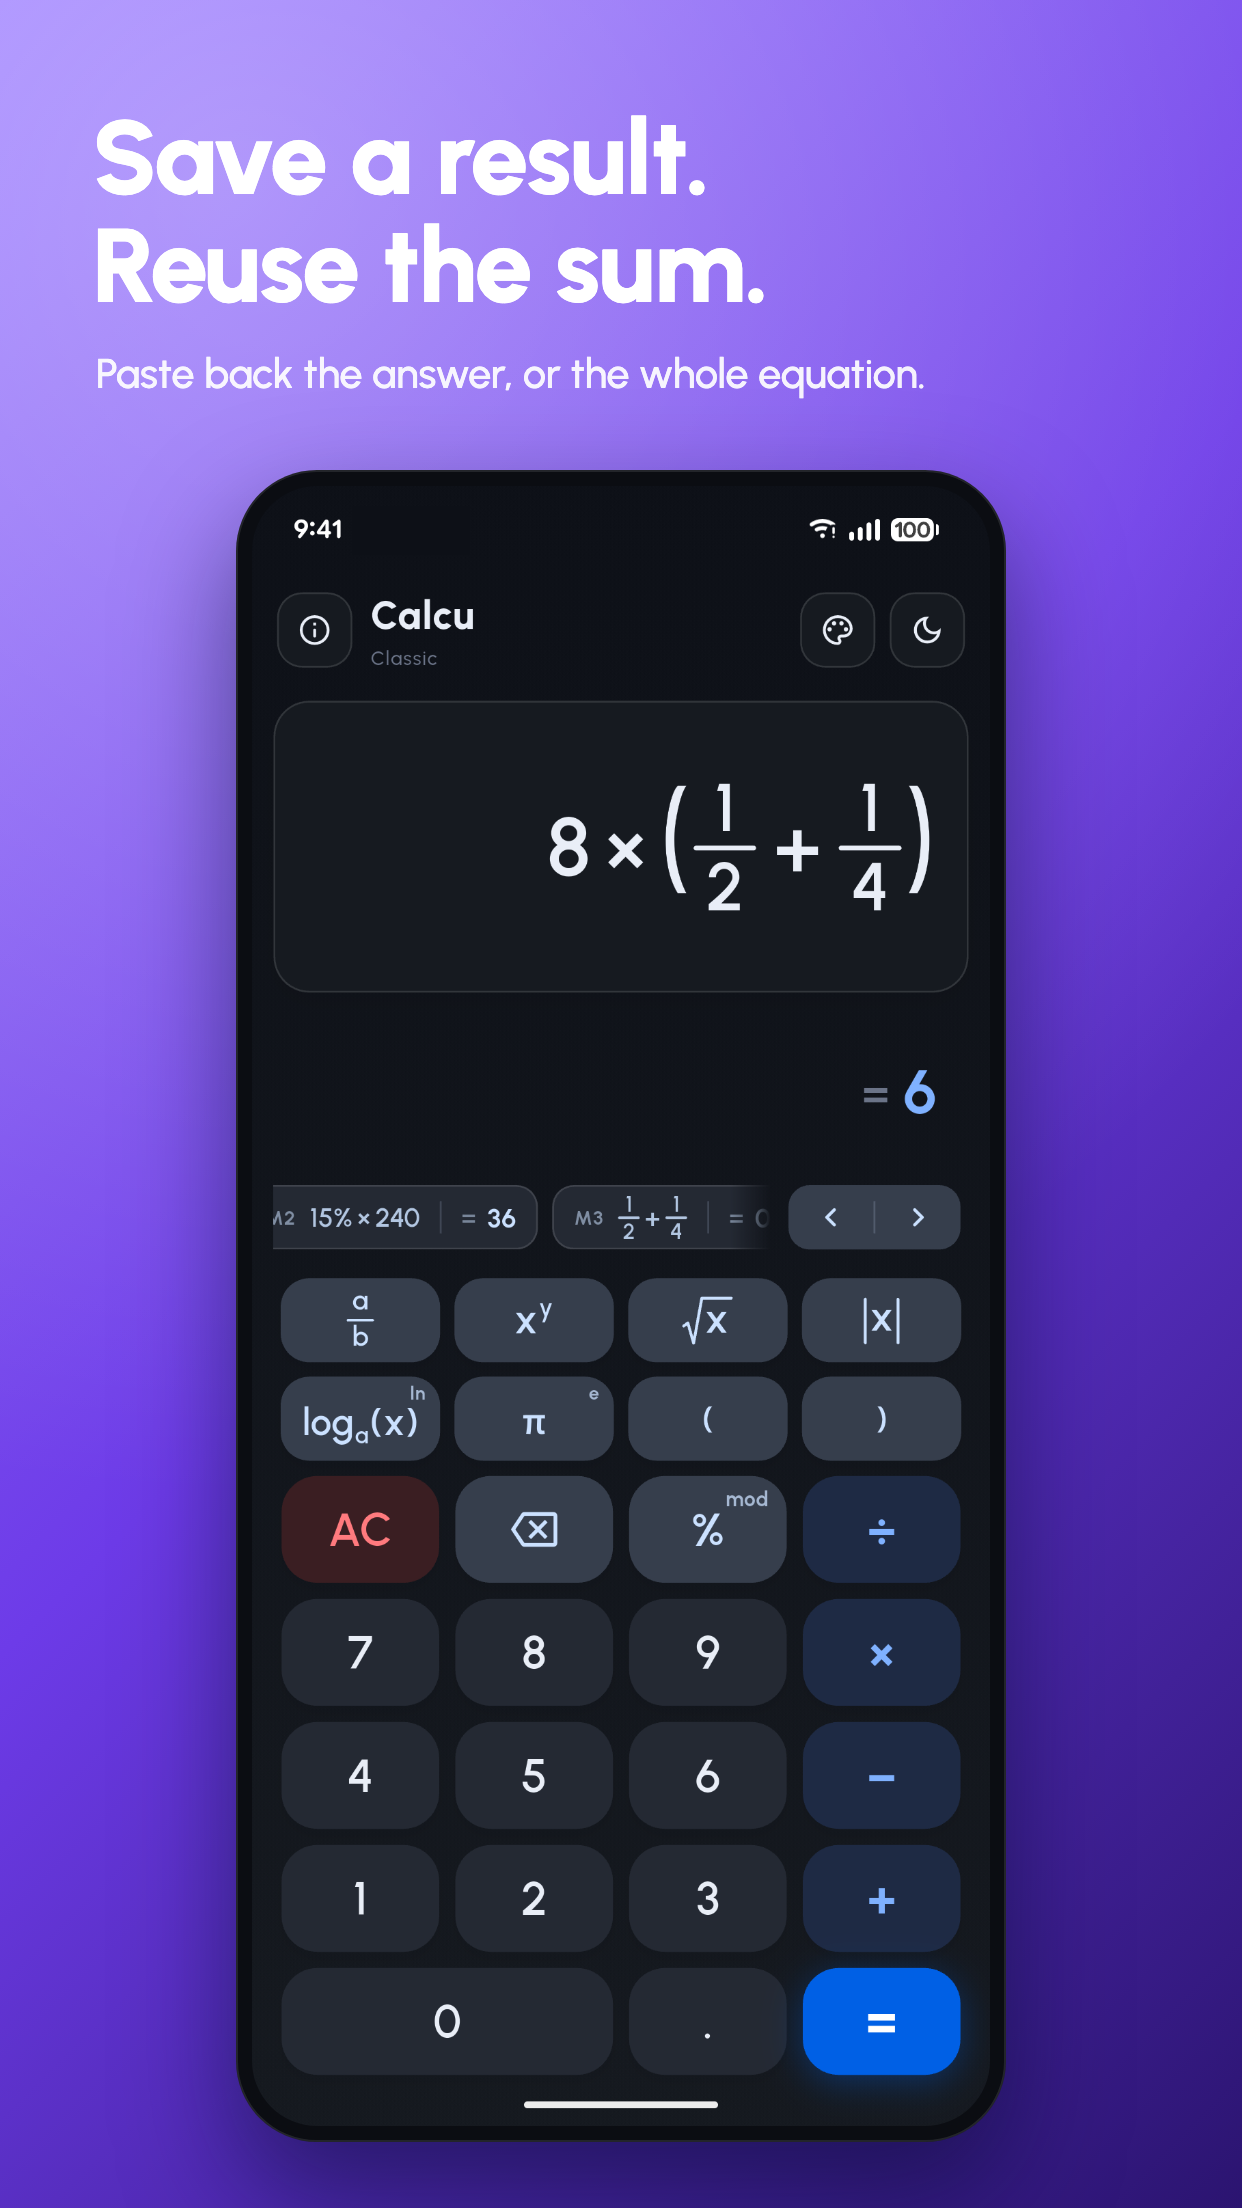 Save a result.
Reuse the sum.
Paste back the answer, or the whole equation.
9:41
100
Calcu
Classic
8 × (1/2 + 1/4)
= 6
M2 15% × 240 = 36
M3 1/2 + 1/4 = 0
a/b
x^y
√x
|x|
log_a(x) ln
π e
(
)
AC
% mod
÷
7
8
9
×
4
5
6
−
1
2
3
+
0
.
=